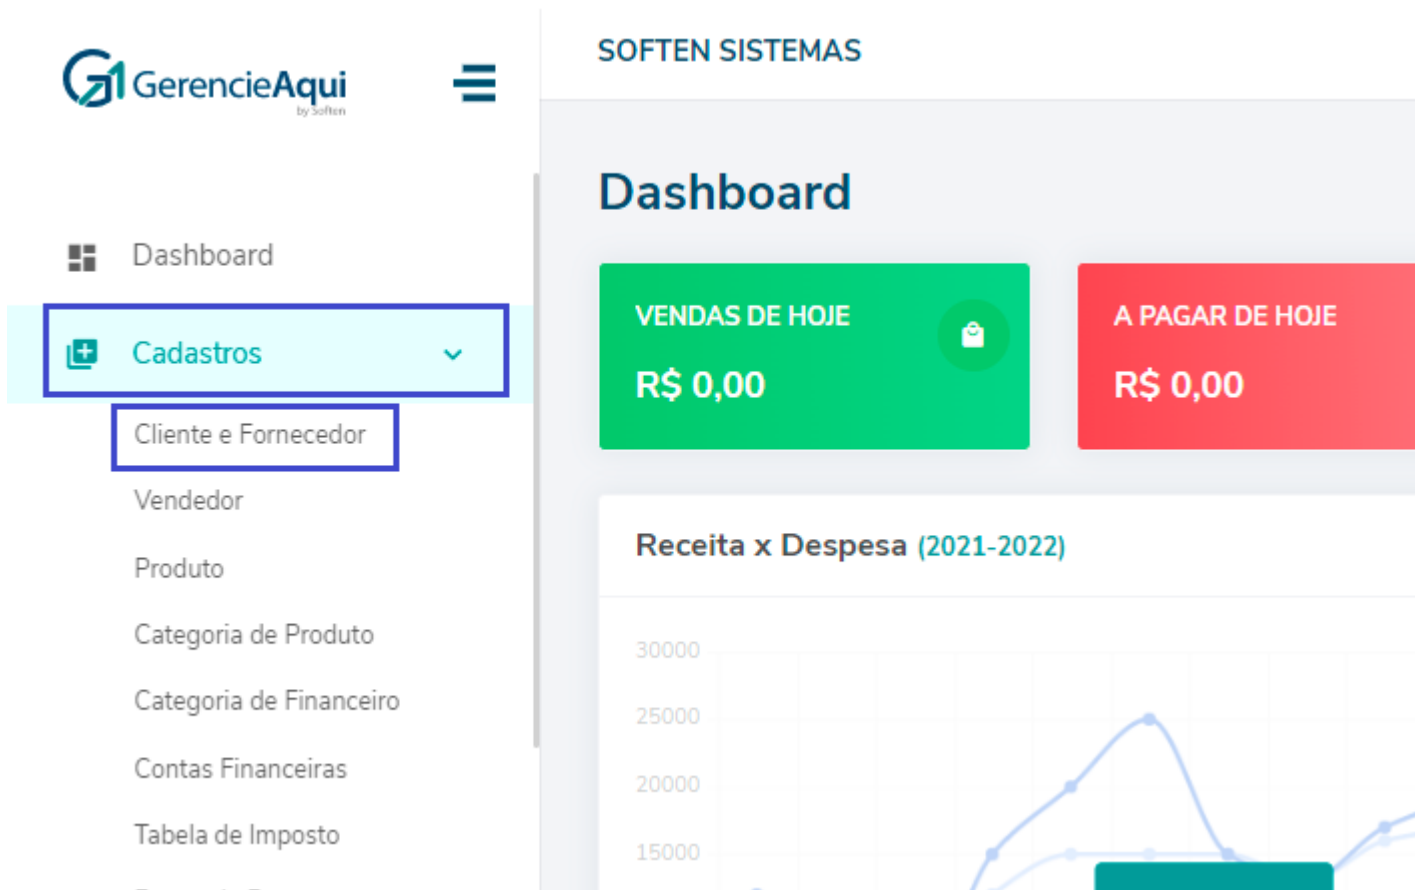 GerencieAqui
by Soften
SOFTEN SISTEMAS
Dashboard
Cadastros
Cliente e Fornecedor
Vendedor
Produto
Categoria de Produto
Categoria de Financeiro
Contas Financeiras
Tabela de Imposto
Dashboard
VENDAS DE HOJE
R$ 0,00
A PAGAR DE HOJE
R$ 0,00
Receita x Despesa (2021-2022)
30000
25000
20000
15000